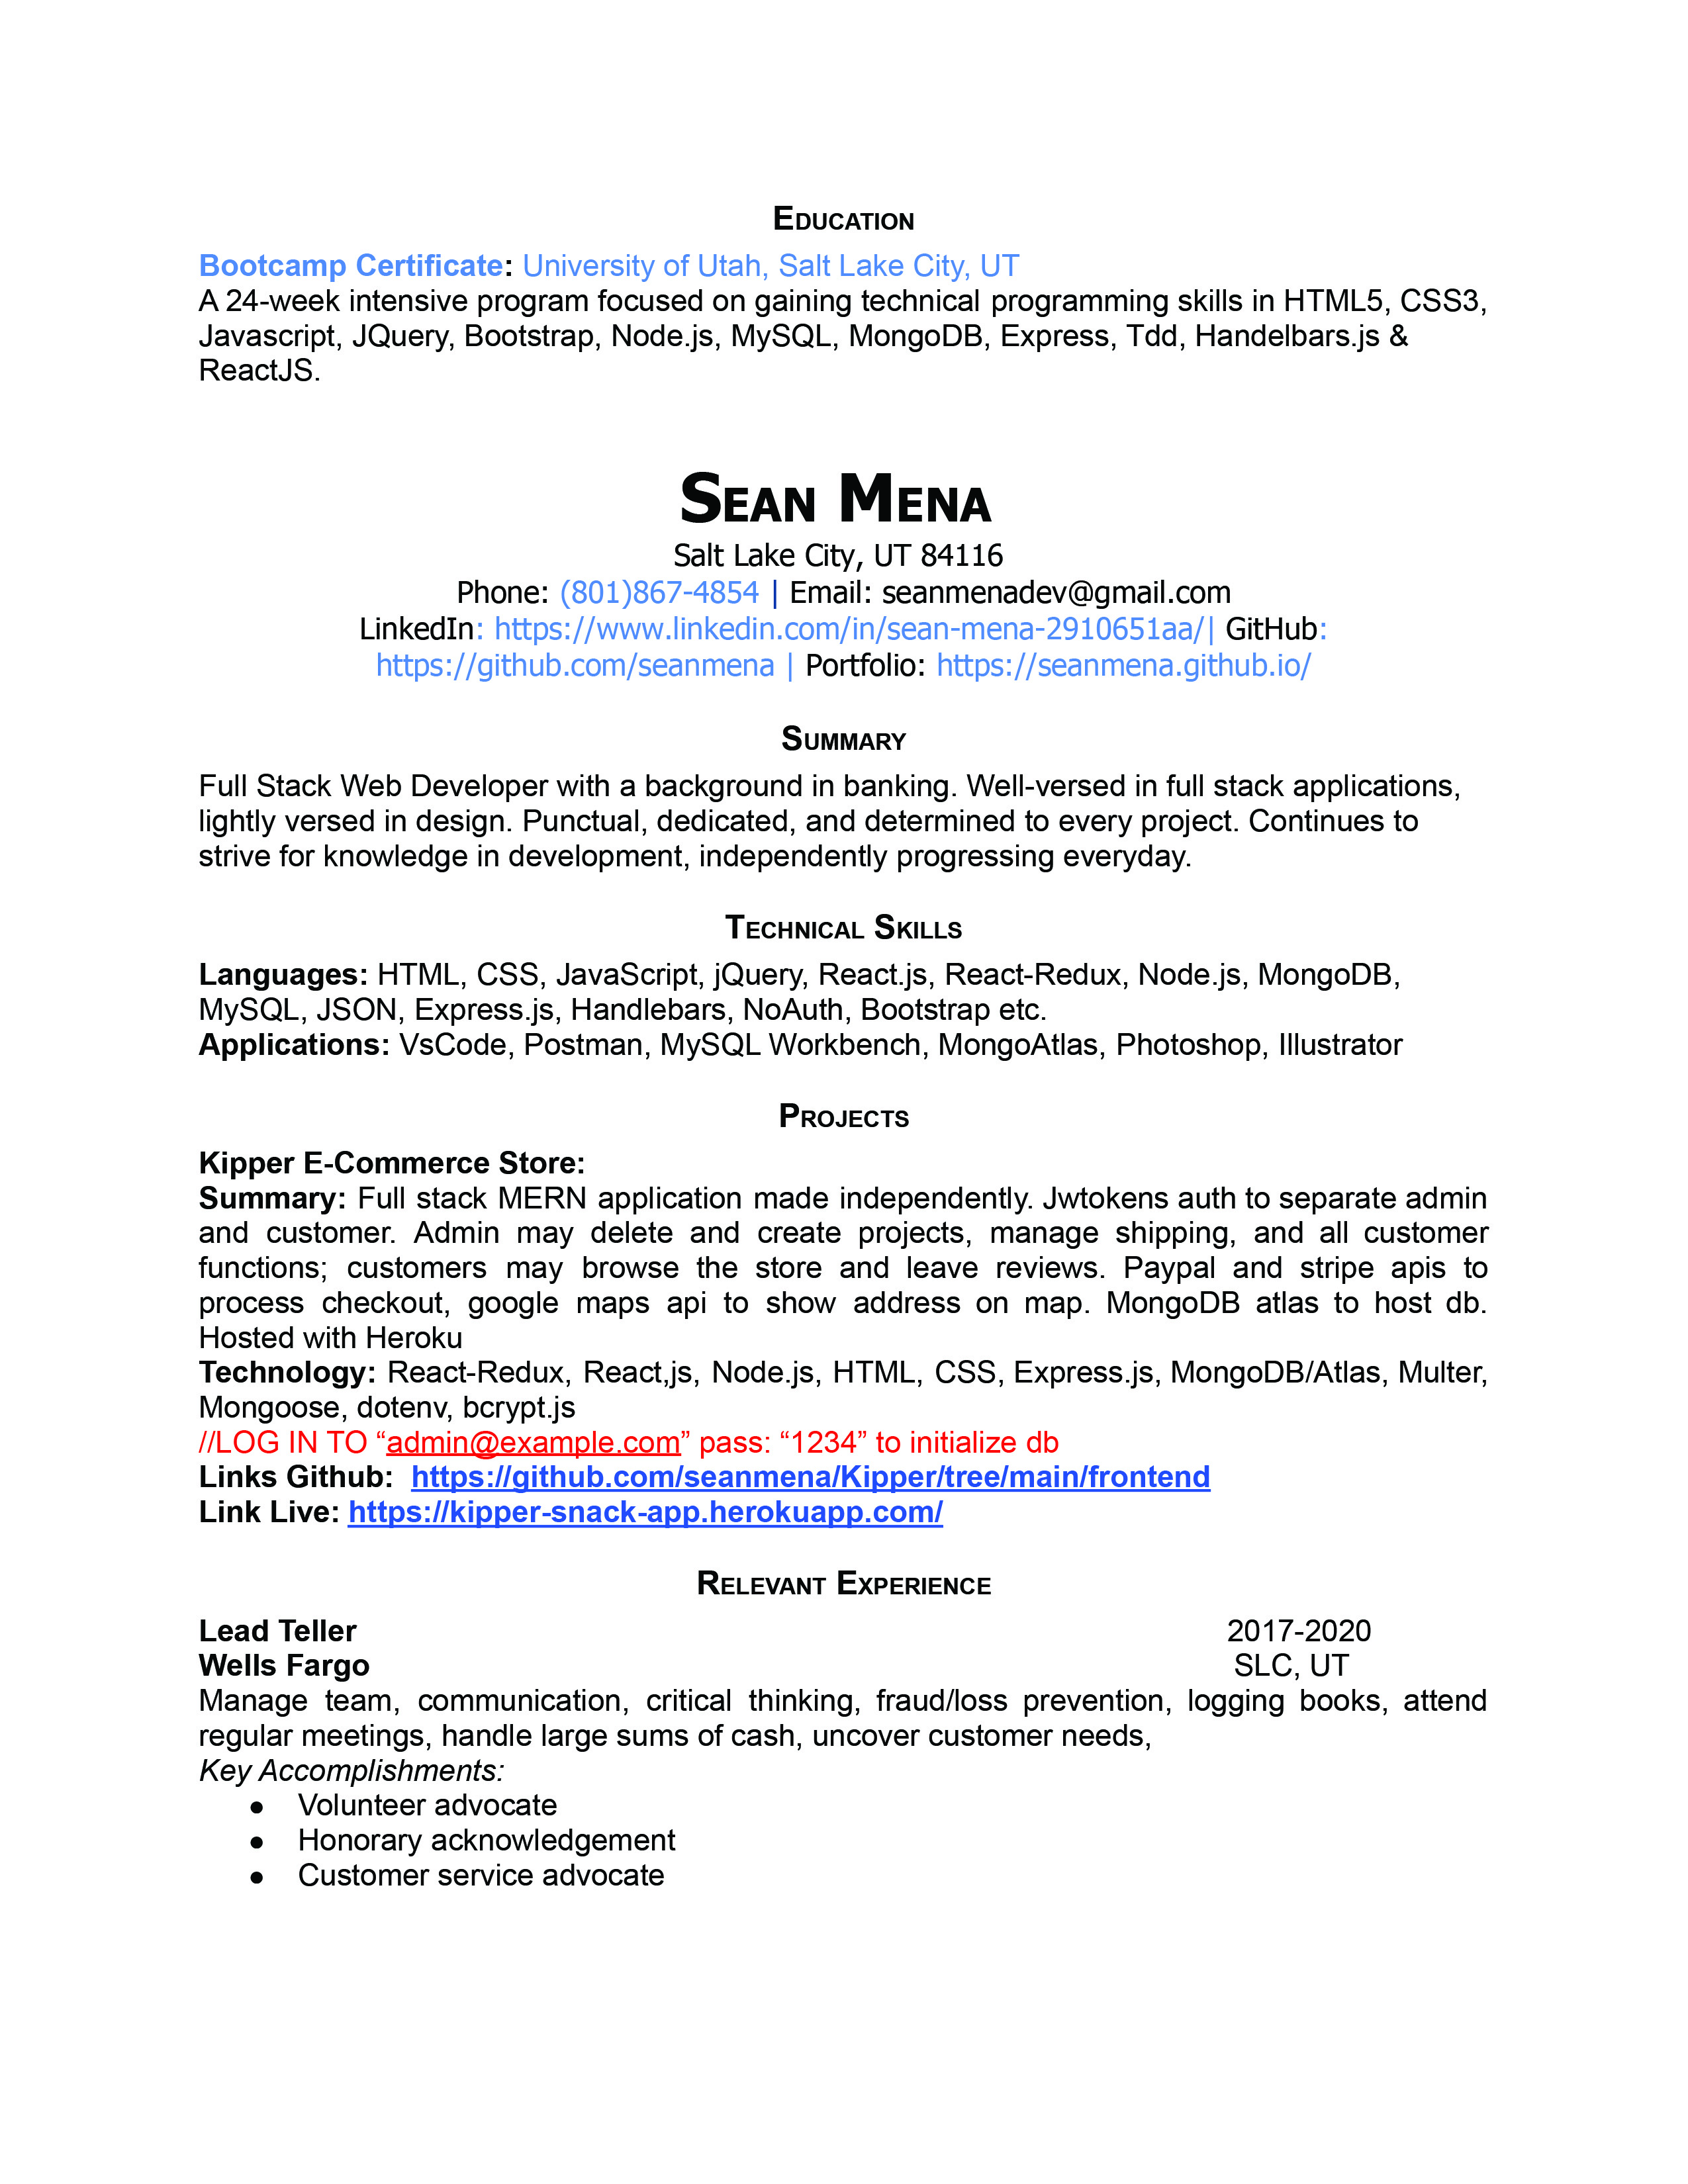 EDUCATION
Bootcamp Certificate: University of Utah, Salt Lake City, UT
A 24-week intensive program focused on gaining technical programming skills in HTML5, CSS3,
Javascript, JQuery, Bootstrap, Node.js, MySQL, MongoDB, Express, Tdd, Handelbars.js &
ReactJS.
SEAN MENA
Salt Lake City, UT 84116
Phone: (801)867-4854 | Email: seanmenadev@gmail.com
LinkedIn: https://www.linkedin.com/in/sean-mena-2910651aa/| GitHub:
https://github.com/seanmena | Portfolio: https://seanmena.github.io/
SUMMARY
Full Stack Web Developer with a background in banking. Well-versed in full stack applications,
lightly versed in design. Punctual, dedicated, and determined to every project. Continues to
strive for knowledge in development, independently progressing everyday.
TECHNICAL SKILLS
Languages: HTML, CSS, JavaScript, jQuery, React.js, React-Redux, Node.js, MongoDB,
MySQL, JSON, Express.js, Handlebars, NoAuth, Bootstrap etc.
Applications: VsCode, Postman, MySQL Workbench, MongoAtlas, Photoshop, Illustrator
PROJECTS
Kipper E-Commerce Store:
Summary: Full stack MERN application made independently. Jwtokens auth to separate admin
and customer. Admin may delete and create projects, manage shipping, and all customer
functions; customers may browse the store and leave reviews. Paypal and stripe apis to
process checkout, google maps api to show address on map. MongoDB atlas to host db.
Hosted with Heroku
Technology: React-Redux, React,js, Node.js, HTML, CSS, Express.js, MongoDB/Atlas, Multer,
Mongoose, dotenv, bcrypt.js
//LOG IN TO “admin@example.com” pass: “1234” to initialize db
Links Github: https://github.com/seanmena/Kipper/tree/main/frontend
Link Live: https://kipper-snack-app.herokuapp.com/
RELEVANT EXPERIENCE
Lead Teller 2017-2020
Wells Fargo SLC, UT
Manage team, communication, critical thinking, fraud/loss prevention, logging books, attend
regular meetings, handle large sums of cash, uncover customer needs,
Key Accomplishments:
● Volunteer advocate
● Honorary acknowledgement
● Customer service advocate